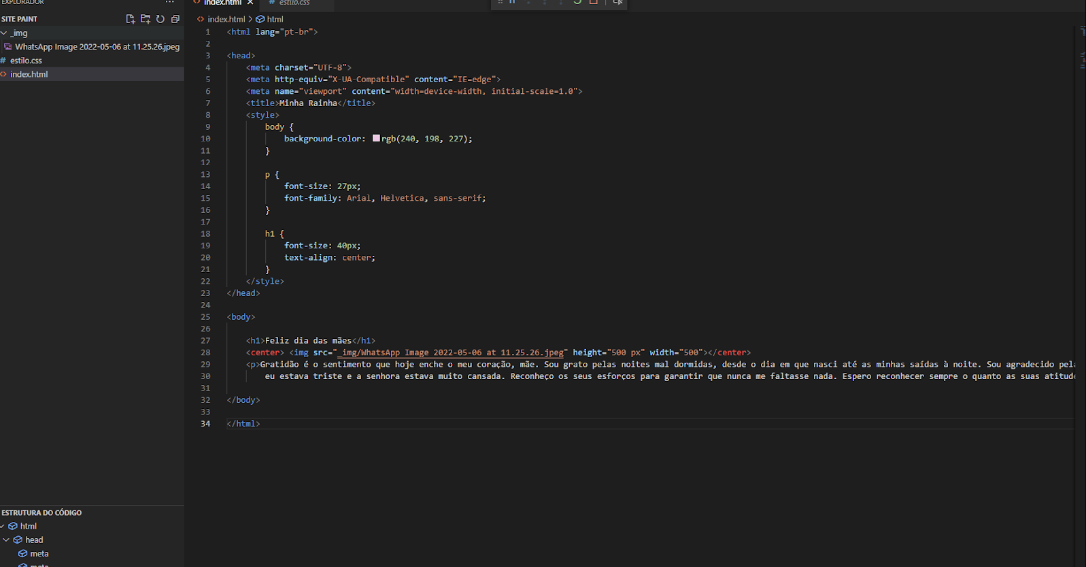 EXPLORADOR
SITE PAINT
_img
WhatsApp Image 2022-05-06 at 11.25.26.jpeg
# estilo.css
<> index.html
ESTRUTURA DO CÓDIGO
html
head
meta
meta
<> index.html ×
# estilo.css
<> index.html > html
1 <html lang="pt-br">
2
3 <head>
4 <meta charset="UTF-8">
5 <meta http-equiv="X-UA-Compatible" content="IE-edge">
6 <meta name="viewport" content="width=device-width, initial-scale=1.0">
7 <title>Minha Rainha</title>
8 <style>
9 body {
10 background-color: rgb(240, 198, 227);
11 }
12
13 p {
14 font-size: 27px;
15 font-family: Arial, Helvetica, sans-serif;
16 }
17
18 h1 {
19 font-size: 40px;
20 text-align: center;
21 }
22 </style>
23 </head>
24
25 <body>
26
27 <h1>Feliz dia das mães</h1>
28 <center> <img src="_img/WhatsApp Image 2022-05-06 at 11.25.26.jpeg" height="500 px" width="500"></center>
29 <p>Gratidão é o sentimento que hoje enche o meu coração, mãe. Sou grato pelas noites mal dormidas, desde o dia em que nasci até as minhas saídas à noite. Sou agradecido pela
30 eu estava triste e a senhora estava muito cansada. Reconheço os seus esforços para garantir que nunca me faltasse nada. Espero reconhecer sempre o quanto as suas atitude
31
32 </body>
33
34 </html>